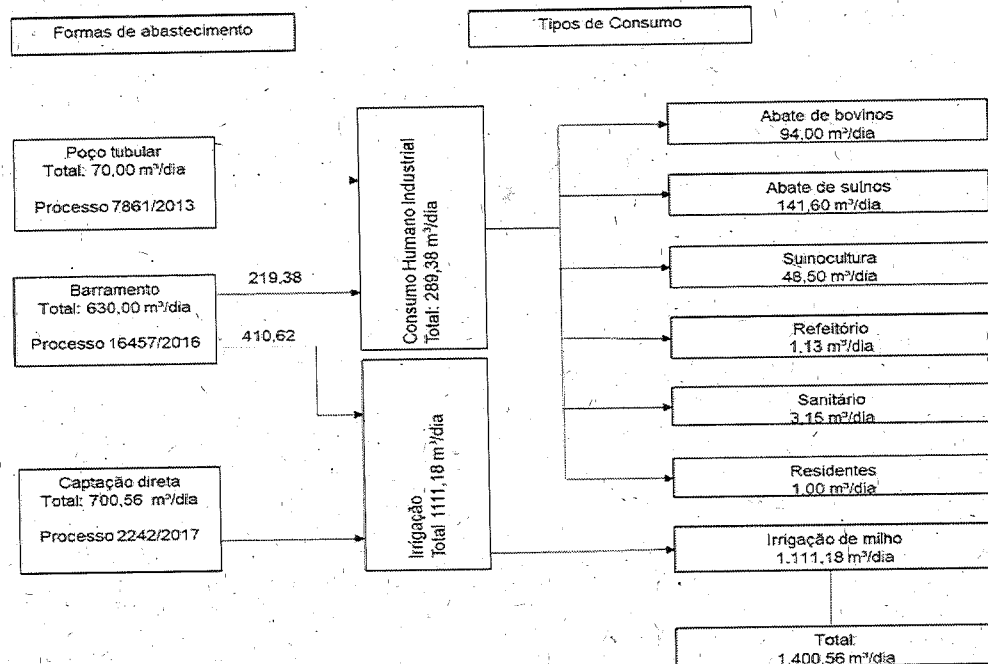 Formas de abastecimento
Tipos de Consumo
Poço tubular
Total: 70,00 m³/dia
Processo 7861/2013
Barramento
Total: 630,00 m³/dia
Processo 16457/2016
Captação direta
Total: 700,56 m³/dia
Processo 2242/2017
219,38
410,62
Consumo Humano Industrial
Total: 289,38 m³/dia
Irrigação
Total 1111,18 m³/dia
Abate de bovinos
94,00 m³/dia
Abate de suínos
141,60 m³/dia
Suinocultura
48,50 m³/dia
Refeitório
1,13 m³/dia
Sanitário
3,15 m³/dia
Residentes
1,00 m³/dia
Irrigação de milho
1.111,18 m³/dia
Total:
1.400,56 m³/dia